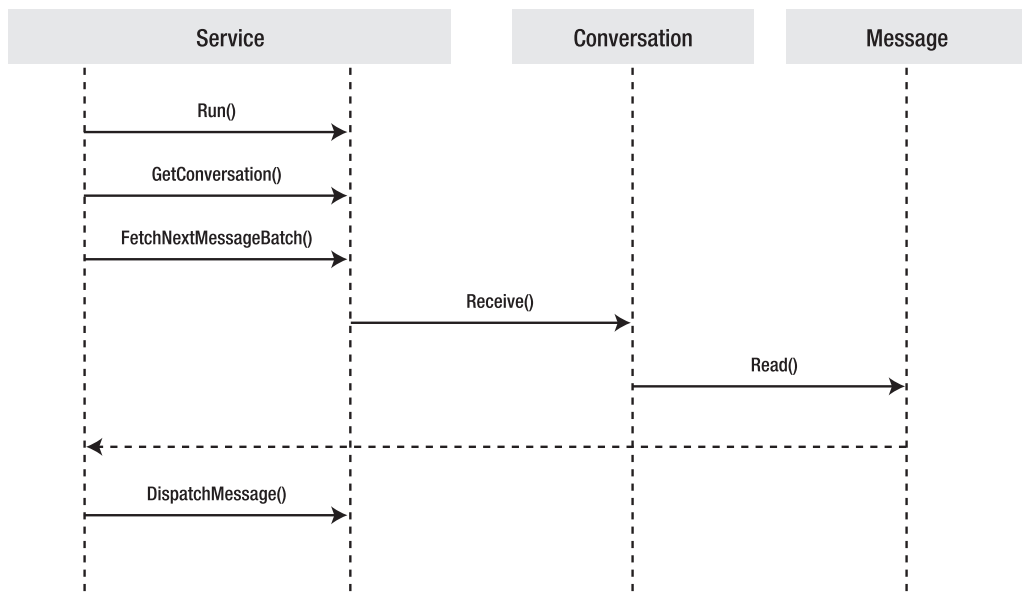 Service
Conversation
Message
Run()
GetConversation()
FetchNextMessageBatch()
Receive()
Read()
DispatchMessage()